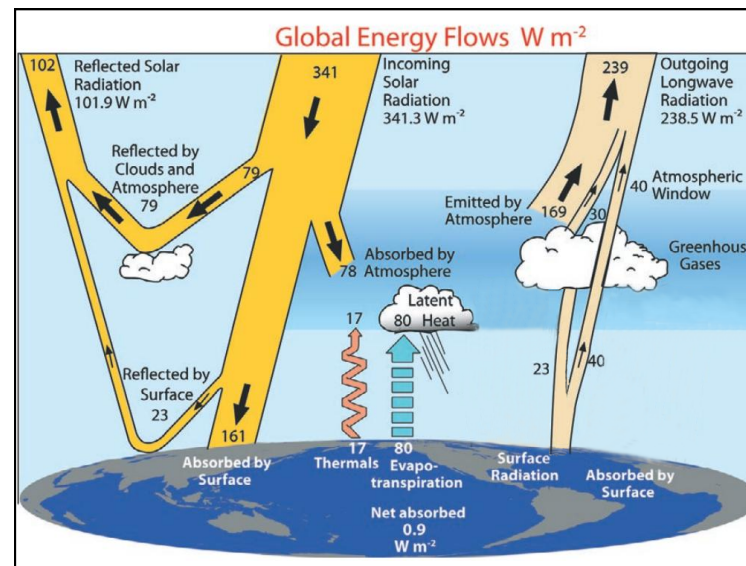 Global Energy Flows W m-2
102
Reflected Solar
Radiation
101.9 W m-2
341
Incoming
Solar
Radiation
341.3 W m-2
239
Outgoing
Longwave
Radiation
238.5 W m-2
Reflected by
Clouds and
Atmosphere
79
79
Emitted by
Atmosphere
169
30
40
Atmospheric
Window
Greenhous
Gases
78
Absorbed by
Atmosphere
Latent
80 Heat
17
Reflected by
Surface
23
161
23
40
Absorbed by
Surface
17
Thermals
80
Evapo-
transpiration
Surface
Radiation
Absorbed by
Surface
Net absorbed
0.9
W m-2